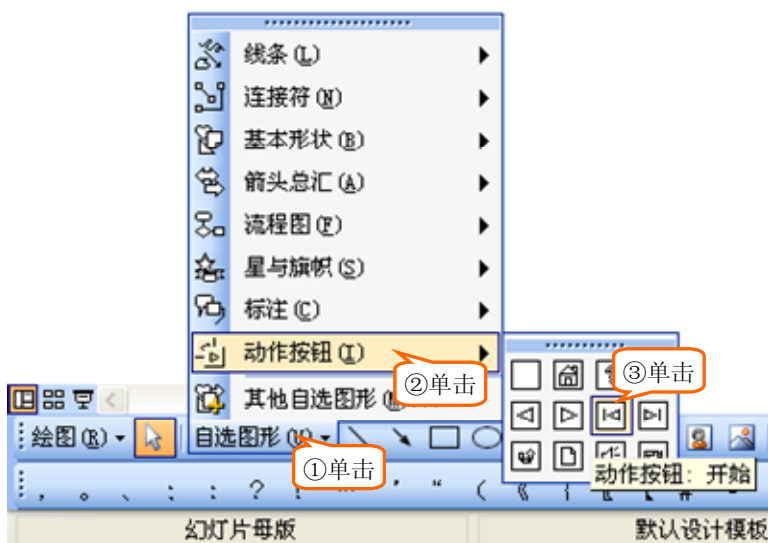 线条(L)
连接符(N)
基本形状(B)
箭头总汇(A)
流程图(F)
星与旗帜(S)
标注(C)
动作按钮(I)
②单击
③单击
其他自选图形
绘图(R)
自选图形(U)
①单击
动作按钮: 开始
, 。 、 ; : ?
幻灯片母版
默认设计模板